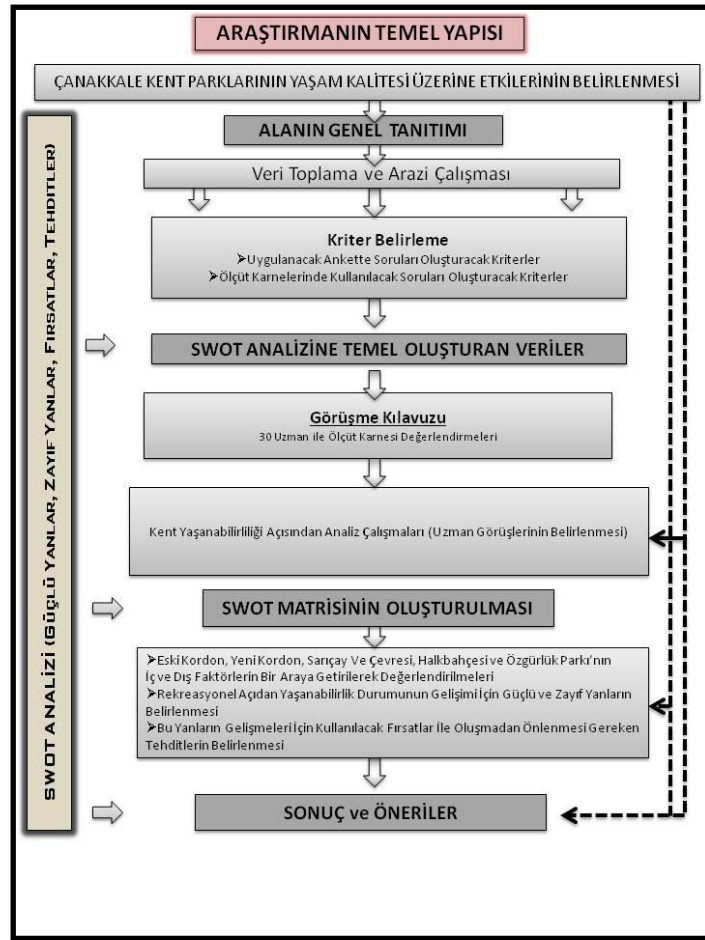 ARAŞTIRMANIN TEMEL YAPISI
ÇANAKKALE KENT PARKLARININ YAŞAM KALİTESİ ÜZERİNE ETKİLERİNİN BELİRLENMESİ
ALANIN GENEL TANITIMI
Veri Toplama ve Arazi Çalışması
Kriter Belirleme
➤Uygulanacak Ankette Soruları Oluşturacak Kriterler
➤Ölçüt Karnelerinde Kullanılacak Soruları Oluşturacak Kriterler
SWOT ANALİZİNE TEMEL OLUŞTURAN VERİLER
Görüşme Kılavuzu
30 Uzman ile Ölçüt Karnesi Değerlendirmeleri
Kent Yaşanabilirliliği Açısından Analiz Çalışmaları (Uzman Görüşlerinin Belirlenmesi)
SWOT MATRİSİNİN OLUŞTURULMASI
➤Eski Kordon, Yeni Kordon, Sarıçay Ve Çevresi, Halkbahçesi ve Özgürlük Parkı'nın
İç ve Dış Faktörlerin Bir Araya Getirilerek Değerlendirilmeleri
➤Rekreasyonel Açıdan Yaşanabilirlik Durumunun Gelişimi İçin Güçlü ve Zayıf Yanların
Belirlenmesi
➤Bu Yanların Gelişmeleri İçin Kullanılacak Fırsatlar İle Oluşmadan Önlenmesi Gereken
Tehditlerin Belirlenmesi
SONUÇ ve ÖNERİLER
SWOT ANALİZİ (GÜÇLÜ YANLAR, ZAYIF YANLAR, FIRSATLAR, TEHDİTLER)